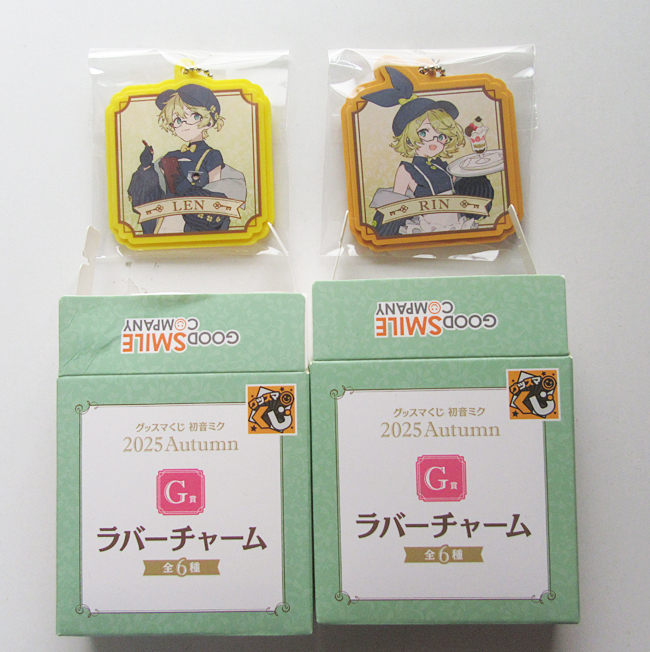 LEN
RIN
GOOD
SMILE
COMPANY
GOOD
SMILE
COMPANY
グッスマ
くじ
グッスマくじ 初音ミク
2025 Autumn
G賞
ラバーチャーム
全6種
グッスマ
くじ
グッスマくじ 初音ミク
2025 Autumn
G賞
ラバーチャーム
全6種